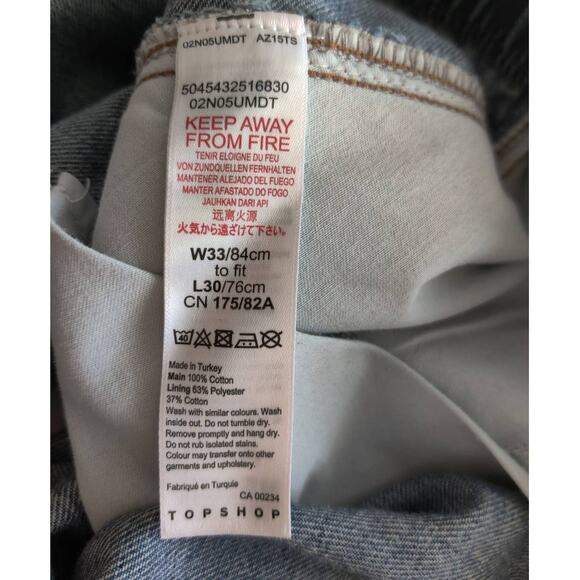 02N05UMDT AZ15TS
5045432516830
02N05UMDT
KEEP AWAY
FROM FIRE
TENIR ELOIGNE DU FEU
VON ZUNDQUELLEN FERNHALTEN
MANTENER ALEJADO DEL FUEGO
MANTER AFASTADO DO FOGO
JAUHKAN DARI API
远离火源
火気から遠ざけて下さい。
W33/84cm
to fit
L30/76cm
CN 175/82A
40
Made in Turkey
Main 100% Cotton
Lining 63% Polyester
37% Cotton
Wash with similar colours. Wash
inside out. Do not tumble dry.
Remove promptly and hang dry.
Do not rub isolated stains.
Colour may transfer onto other
garments and upholstery.
Fabriqué en Turquie
CA 00234
TOPSHOP